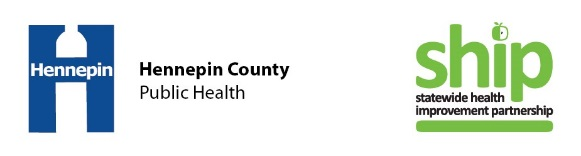 Hennepin
Hennepin County
Public Health
ship
statewide health
improvement partnership